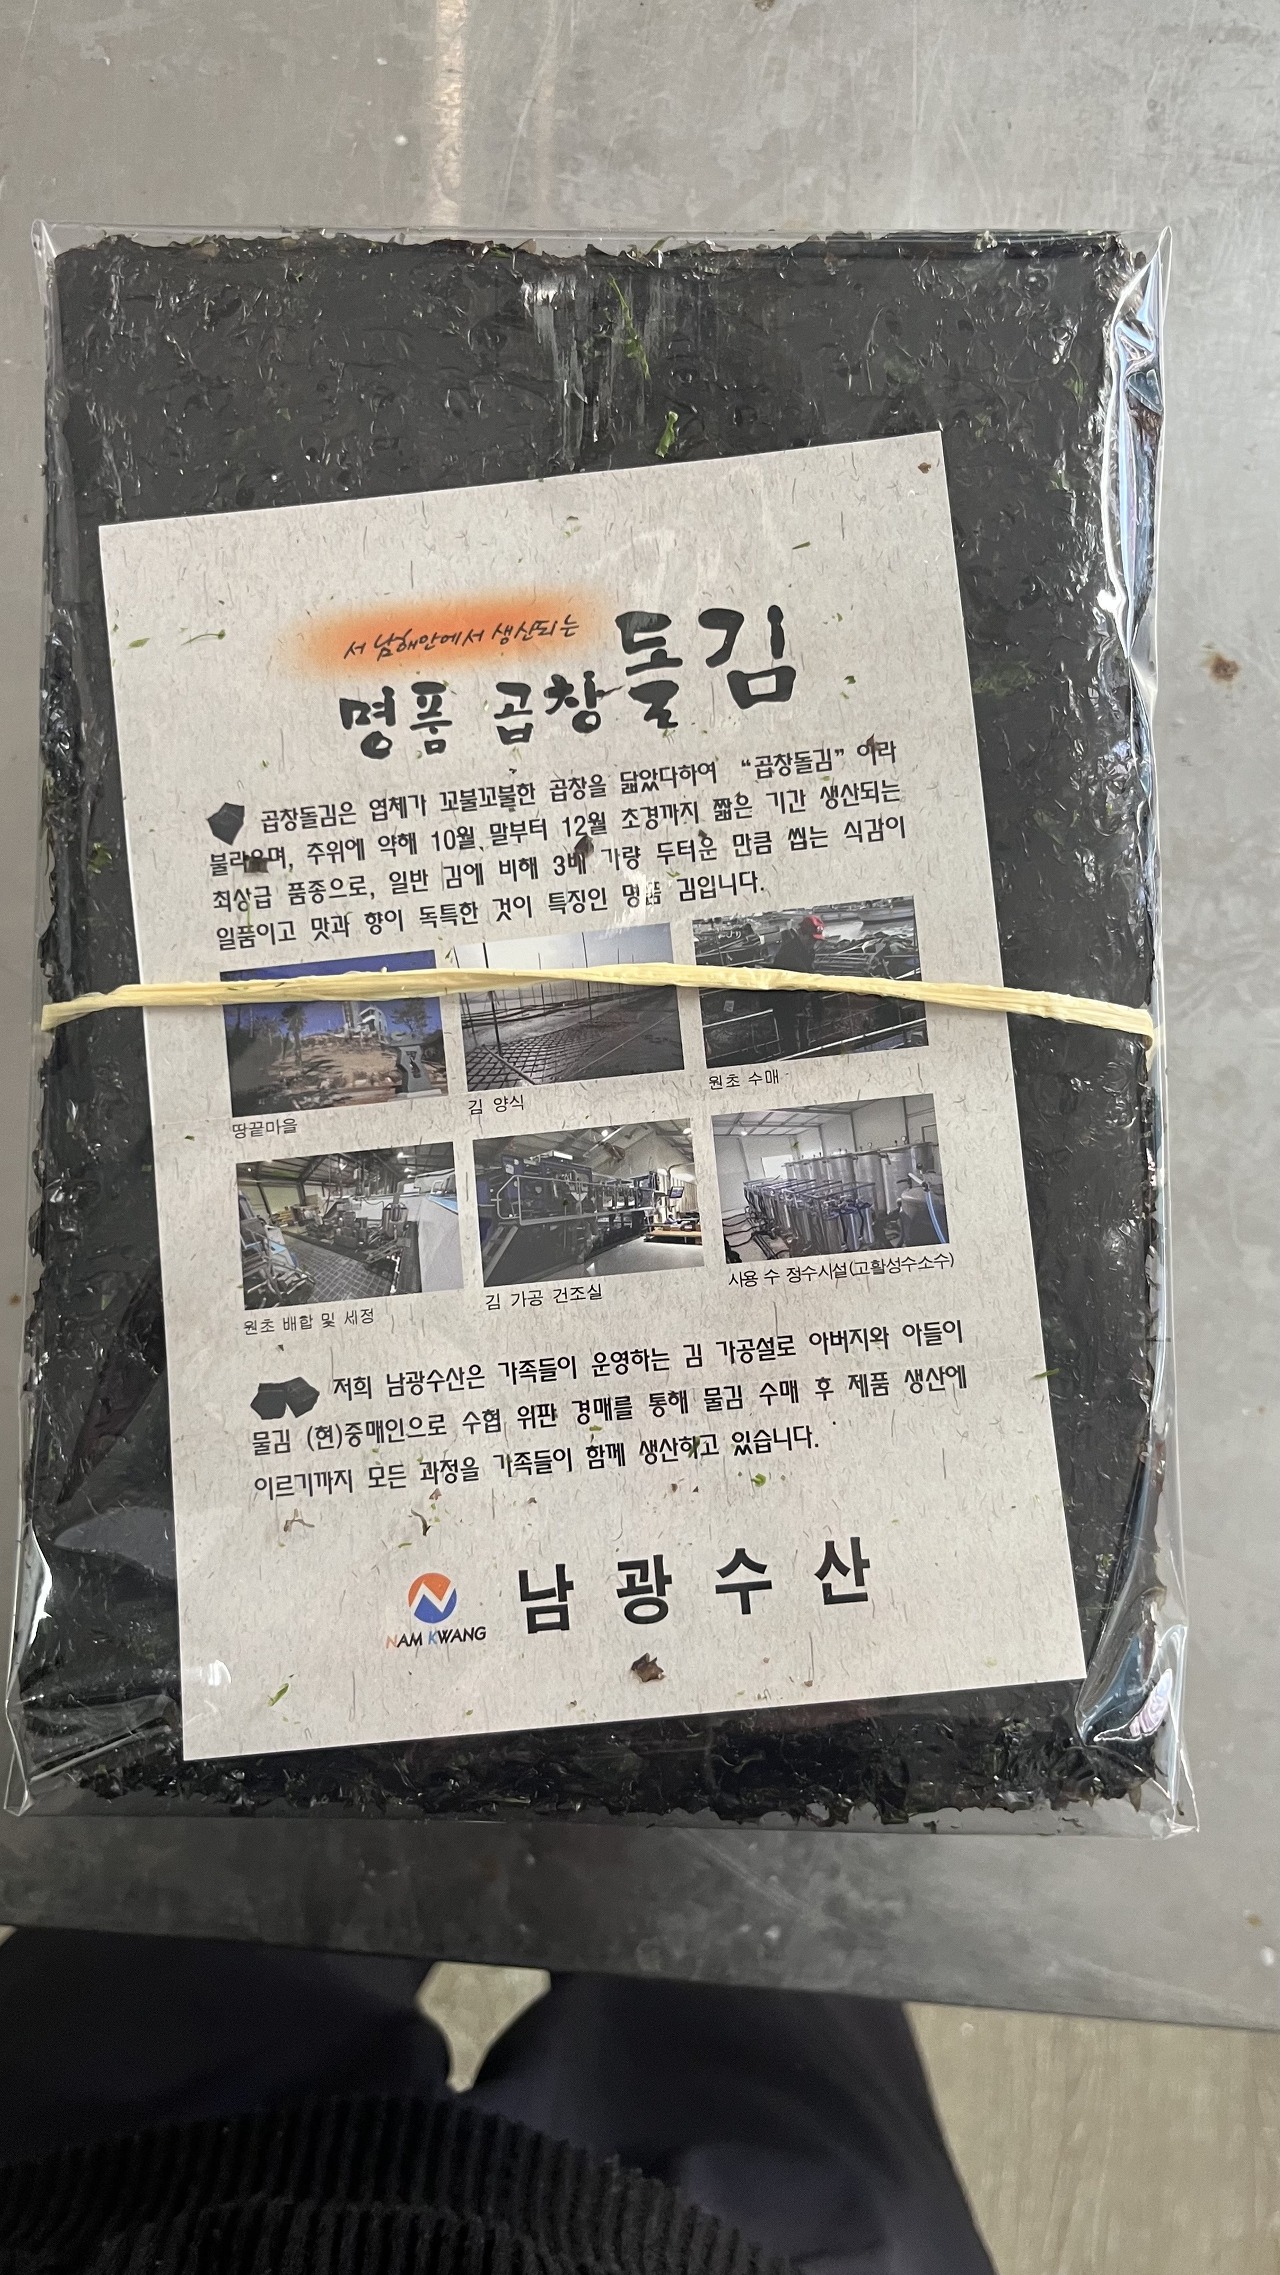 서 남해안에서 생산되는
명품 곱창돌김
곱창돌김은 엽체가 꼬불꼬불한 곱창을 닮았다하여 “곱창돌김” 이라
불라으며, 추위에 약해 10월 말부터 12월 초경까지 짧은 기간 생산되는
최상급 품종으로, 일반 김에 비해 3배 가량 두터운 만큼 씹는 식감이
일품이고 맛과 향이 독특한 것이 특징인 명품 김입니다.
땅끝마을
김 양식
원초 수매
원초 배합 및 세정
김 가공 건조실
사용 수 정수시설(고활성수소수)
저희 남광수산은 가족들이 운영하는 김 가공설로 아버지와 아들이
물김 (현)중매인으로 수협 위판 경매를 통해 물김 수매 후 제품 생산에
이르기까지 모든 과정을 가족들이 함께 생산하고 있습니다.
NAM KWANG
남광수산